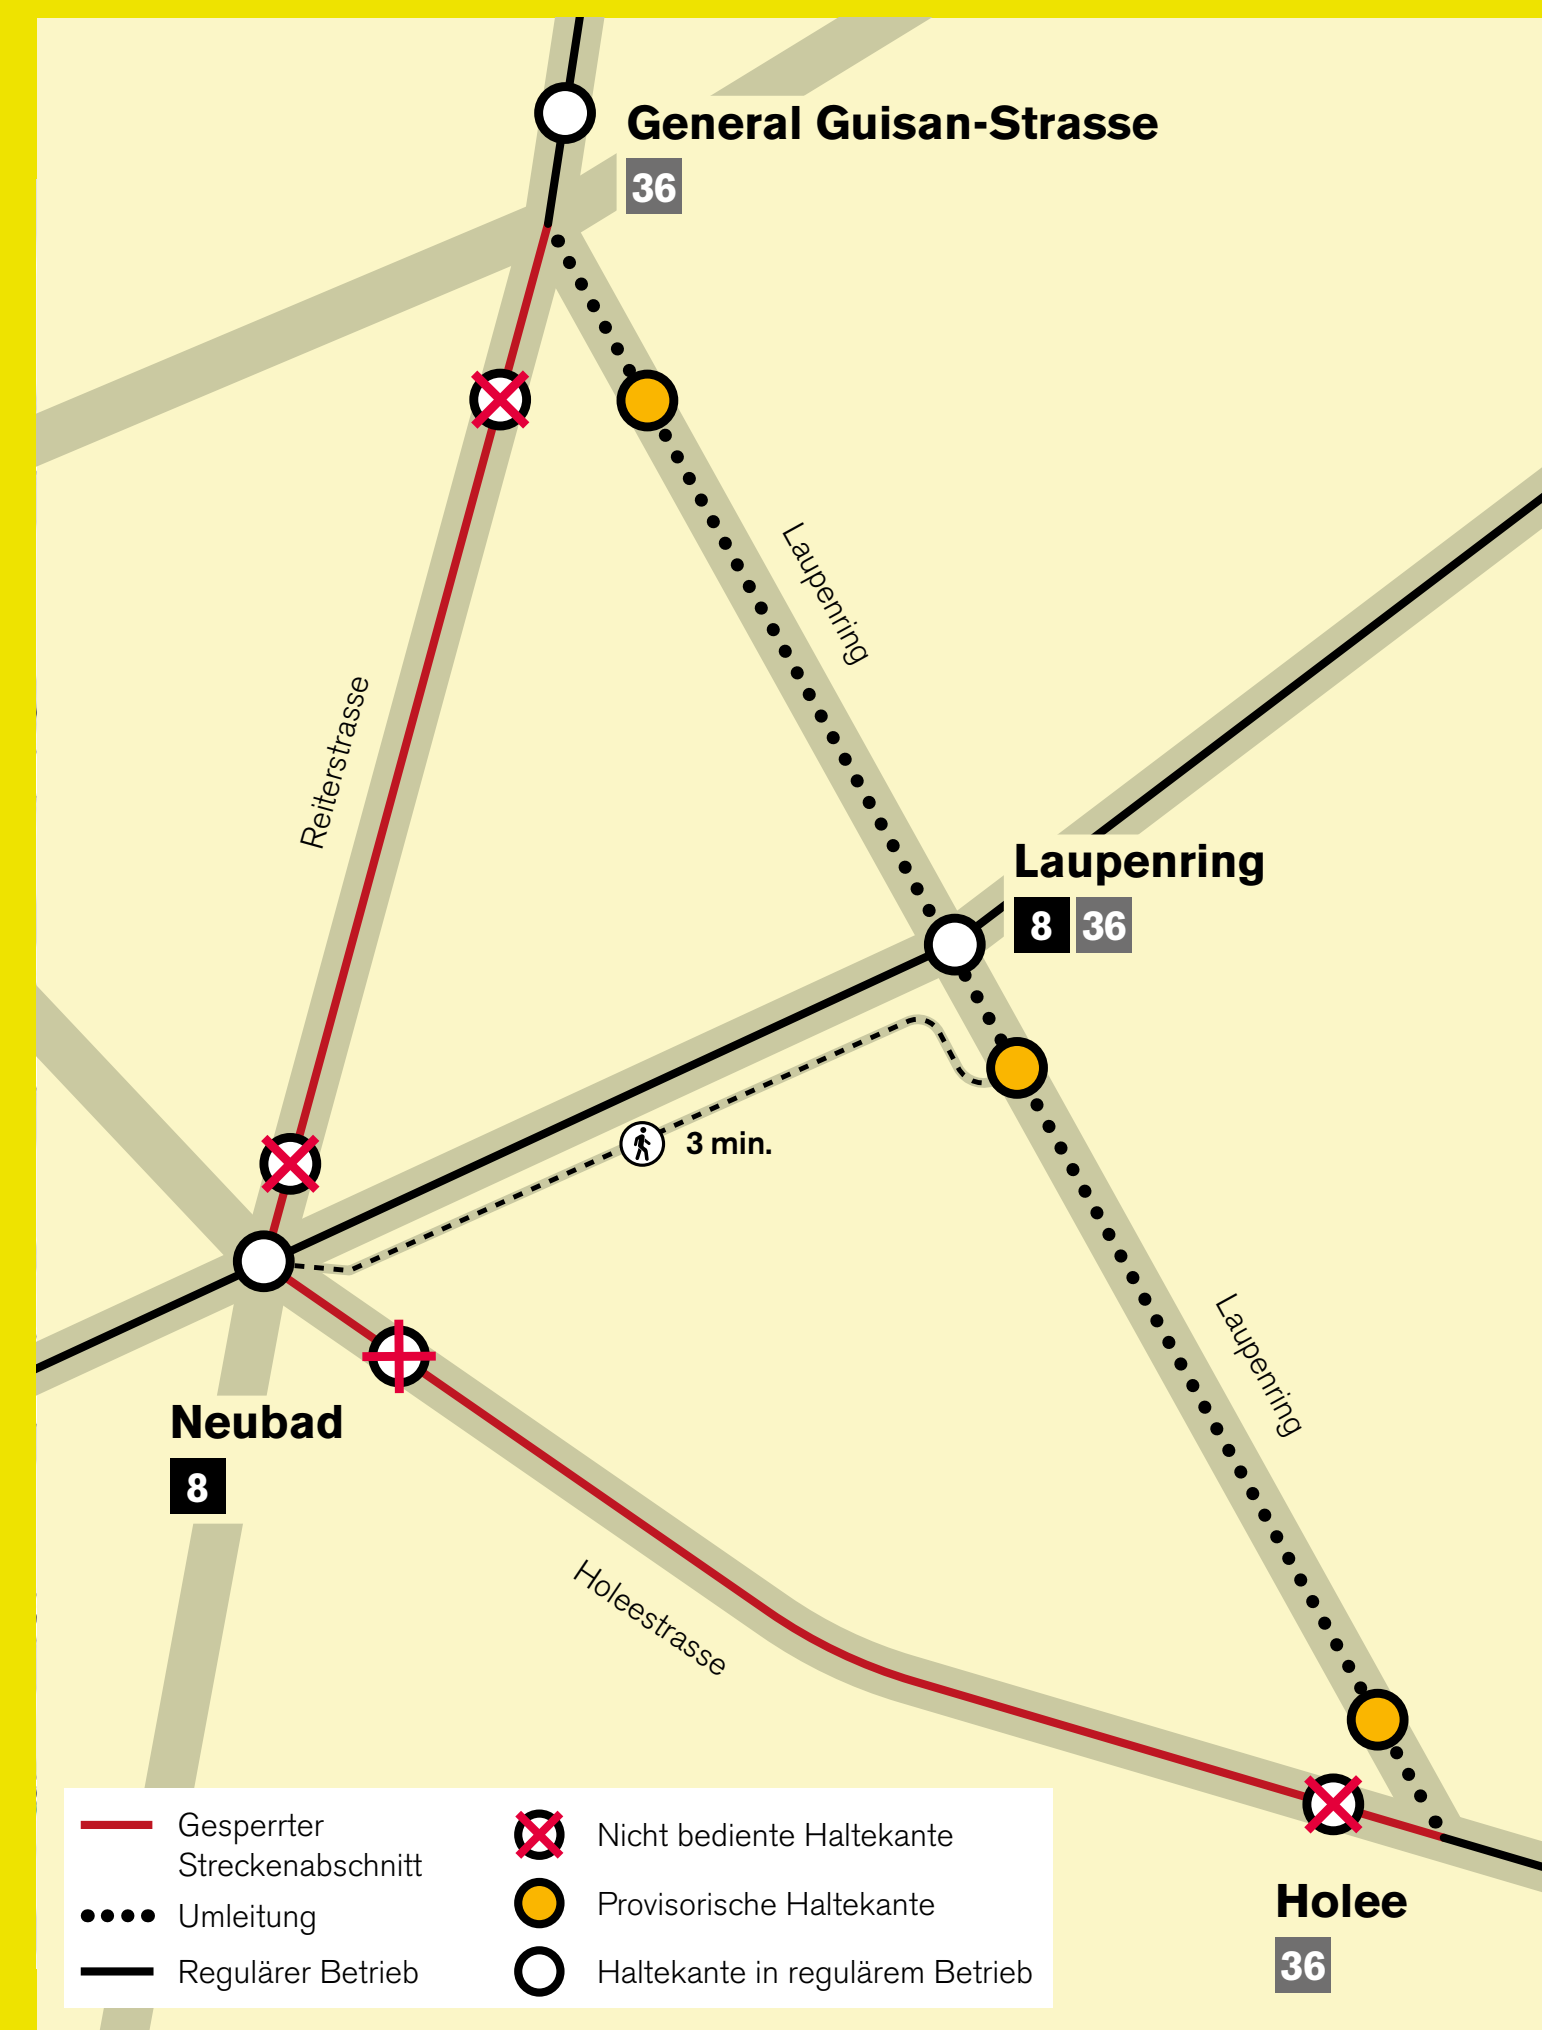 General Guisan-Strasse
36
Laupenring
Reiterstrasse
Laupenring
8 36
3 min.
Laupenring
Neubad
8
Holeestrasse
Gesperrter
Streckenabschnitt
Umleitung
Regulärer Betrieb
Nicht bediente Haltekante
Provisorische Haltekante
Haltekante in regulärem Betrieb
Holee
36